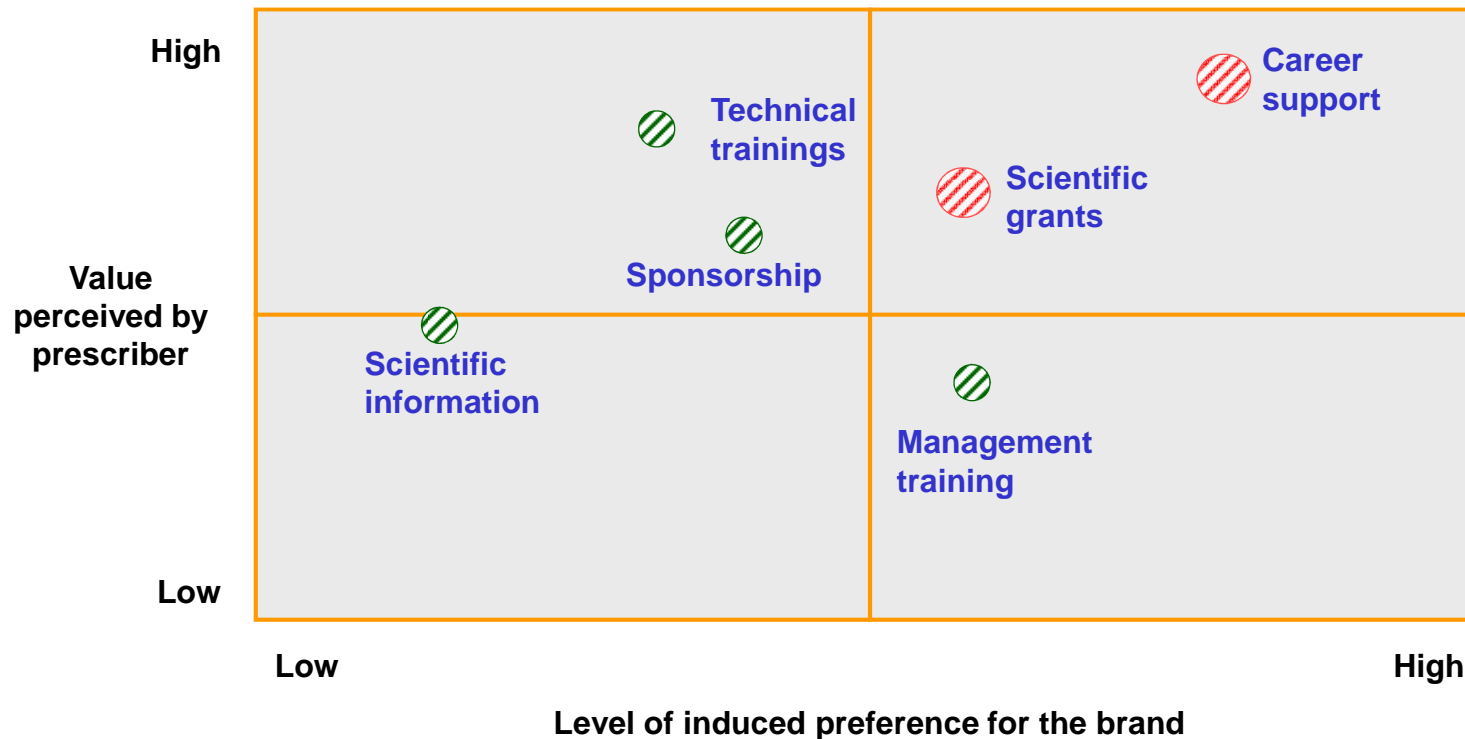 High
Career
support
Technical
trainings
Scientific
grants
Sponsorship
Value
perceived by
prescriber
Scientific
information
Management
training
Low
Low
High
Level of induced preference for the brand